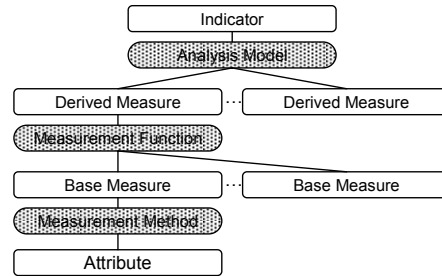 Indicator
Analysis Model
Derived Measure ... Derived Measure
Measurement Function
Base Measure ... Base Measure
Measurement Method
Attribute